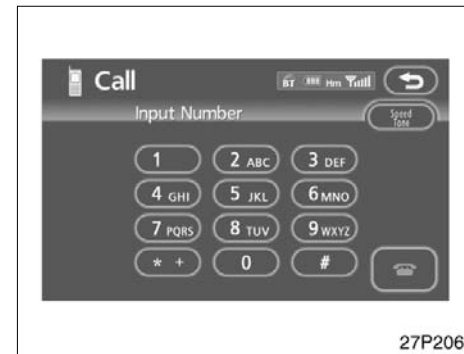 Call
BT Hm
Input Number
Speed
Tone
1 2 ABC 3 DEF
4 GHI 5 JKL 6 MNO
7 PQRS 8 TUV 9 WXYZ
* + 0 #
27P206